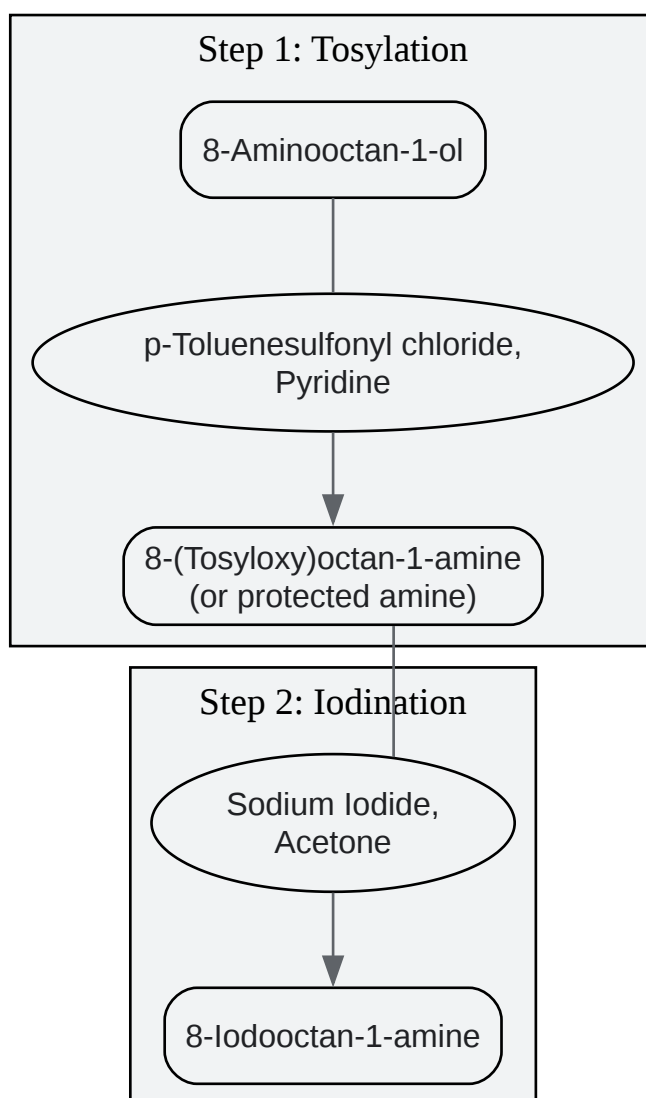 Step 1: Tosylation
8-Aminooctan-1-ol
p-Toluenesulfonyl chloride,
Pyridine
8-(Tosyloxy)octan-1-amine
(or protected amine)
Step 2: Iodination
Sodium Iodide,
Acetone
8-Iodooctan-1-amine